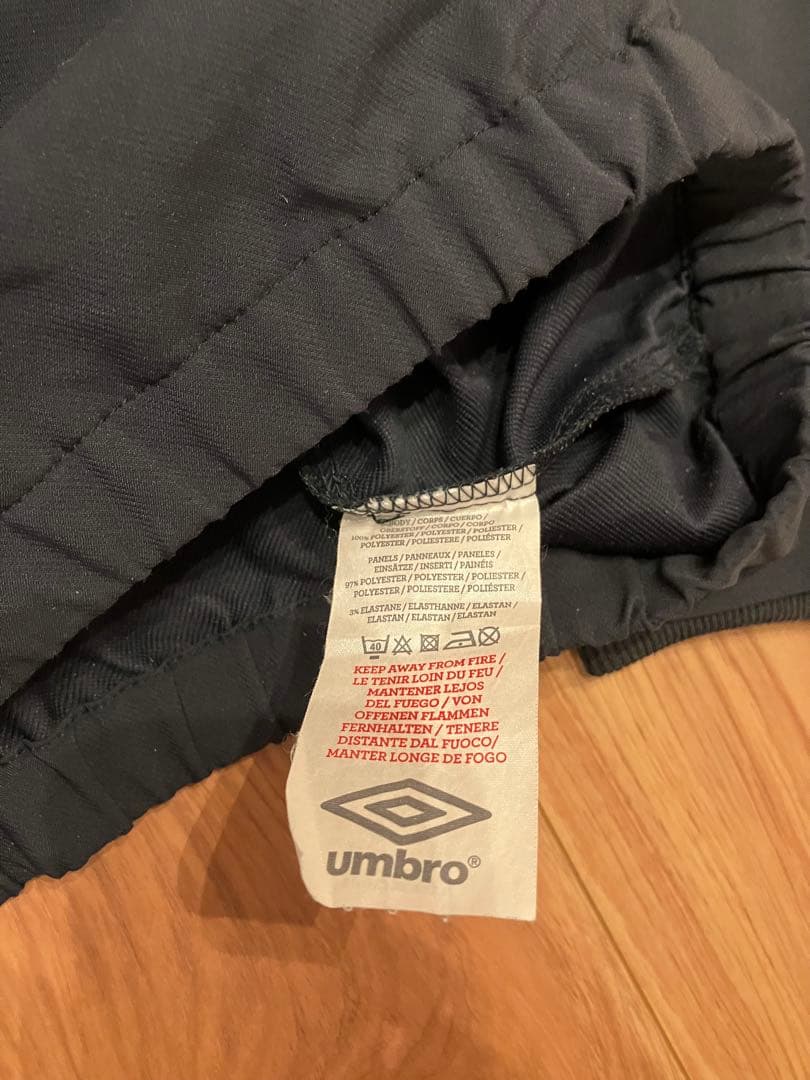 BODY / CORPS / CUERPO /
OBERSTOFF / CORPO / CORPO
100% POLYESTER / POLYESTER / POLIESTER /
POLYESTER / POLIESTERE / POLIÉSTER
PANELS / PANNEAUX / PANELES /
EINSÄTZE / INSERTI / PAINÉIS
97% POLYESTER / POLYESTER / POLIESTER /
POLYESTER / POLIESTERE / POLIÉSTER
3% ELASTANE / ELASTHANNE / ELASTAN /
ELASTAN / ELASTAN / ELASTAN
40
KEEP AWAY FROM FIRE /
LE TENIR LOIN DU FEU /
MANTENER LEJOS
DEL FUEGO / VON
OFFENEN FLAMMEN
FERNHALTEN / TENERE
DISTANTE DAL FUOCO/
MANTER LONGE DE FOGO
umbro®